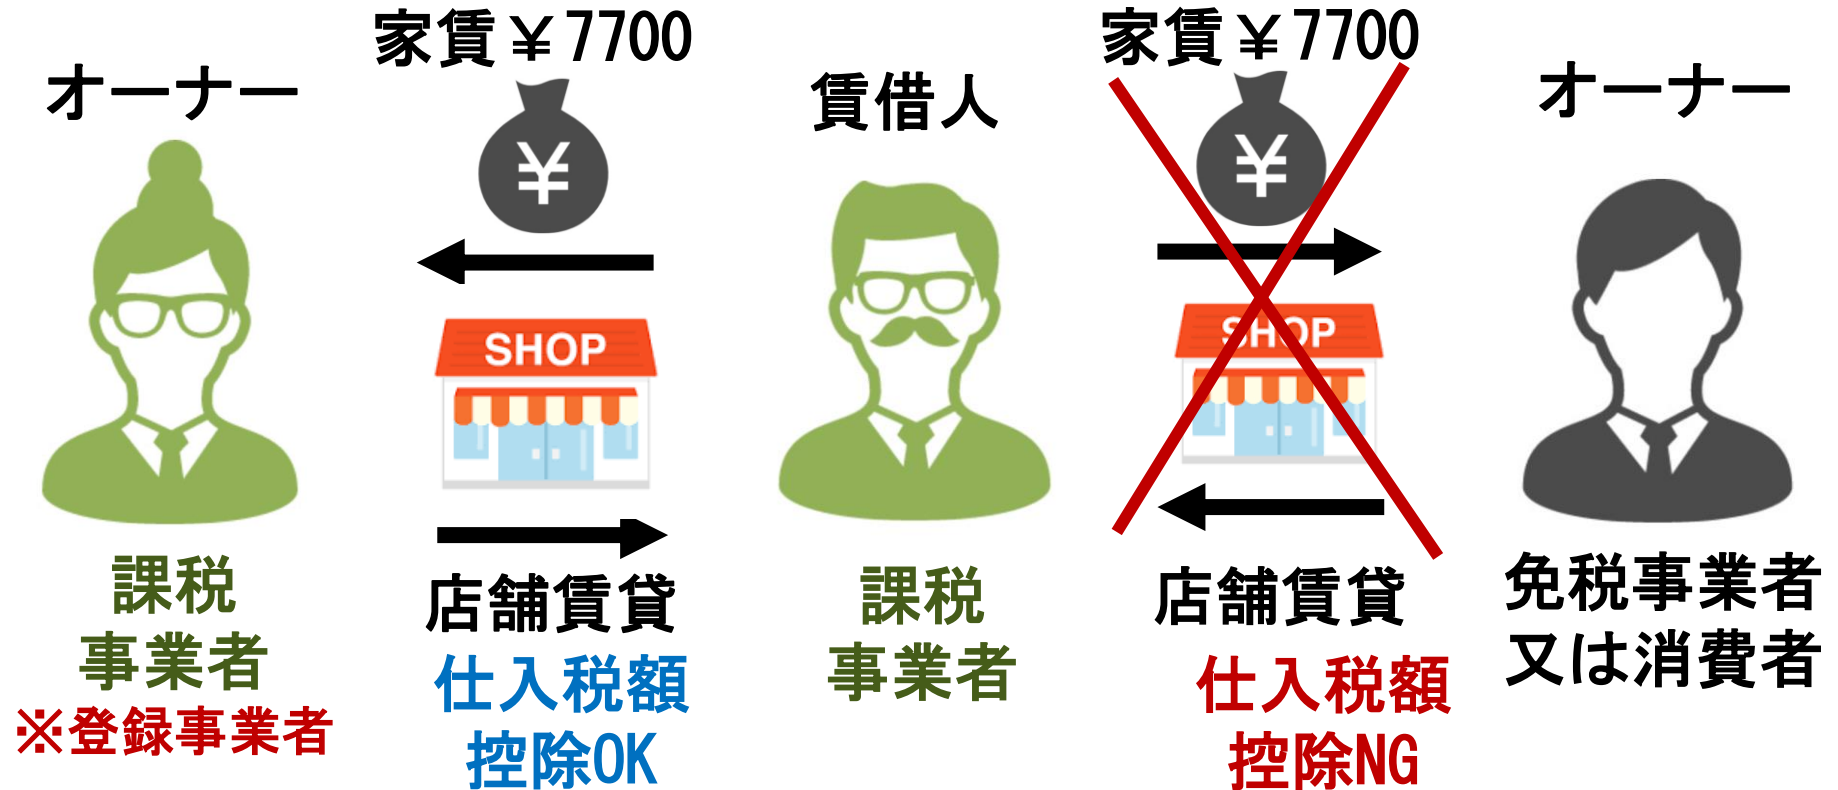 オーナー
家賃￥7700
￥
SHOP
店舗賃貸
仕入税額
控除OK
課税
事業者
※登録事業者
賃借人
課税
事業者
家賃￥7700
￥
SHOP
店舗賃貸
仕入税額
控除NG
オーナー
免税事業者
又は消費者